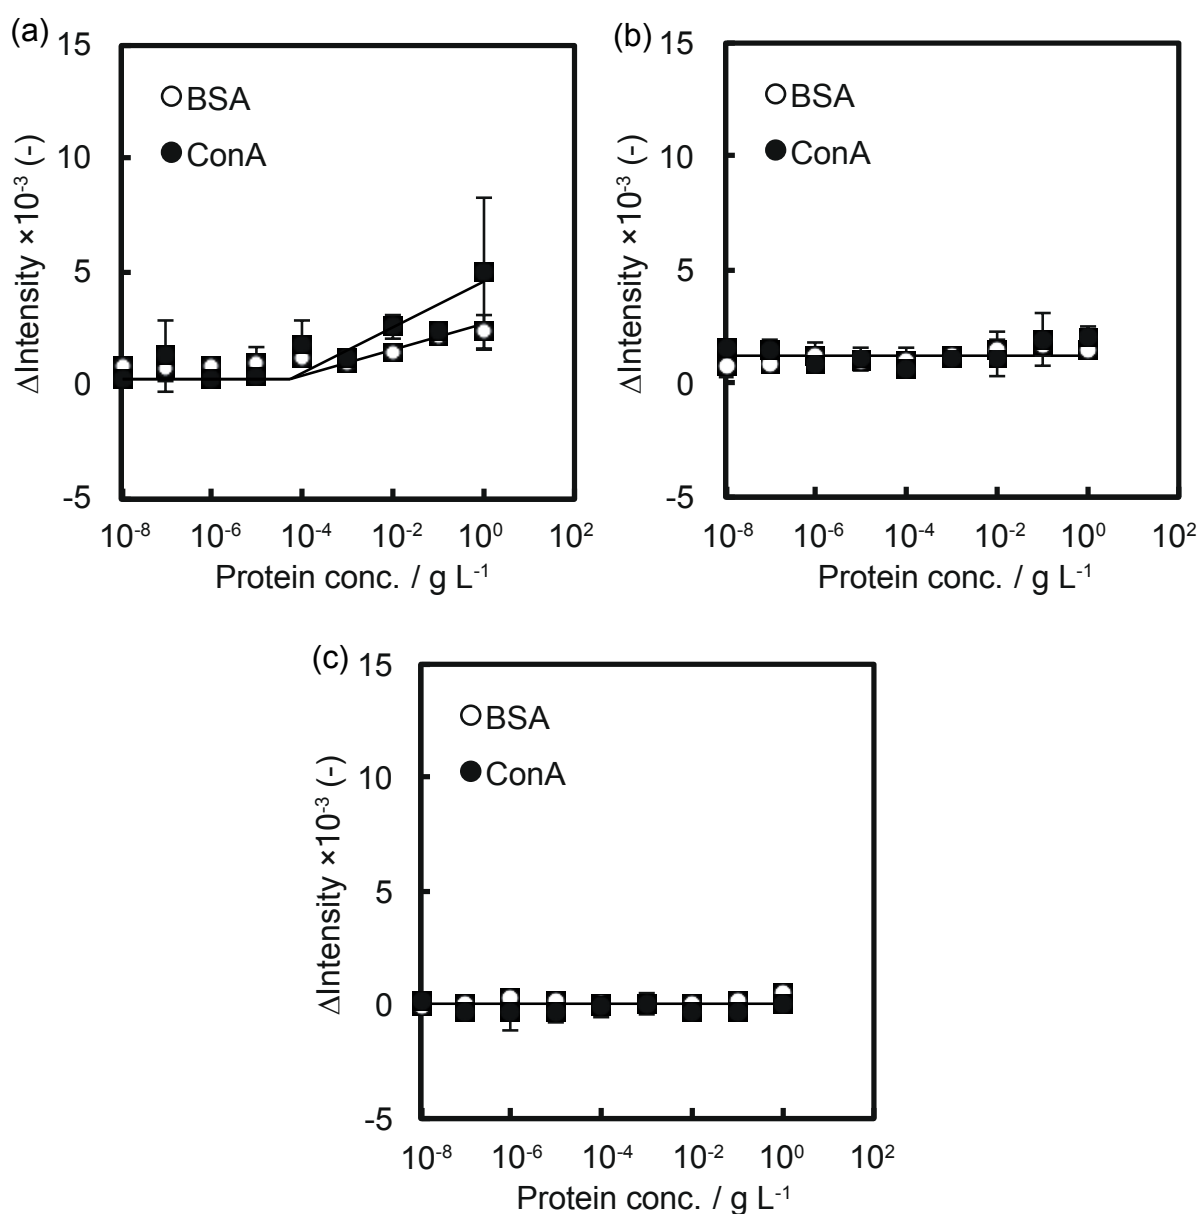 (a)
15
10
5
0
-5
ΔIntensity ×10⁻³ (-)
BSA
ConA
10⁻⁸ 10⁻⁶ 10⁻⁴ 10⁻² 10⁰ 10²
Protein conc. / g L⁻¹
(b)
15
10
5
0
-5
ΔIntensity ×10⁻³ (-)
BSA
ConA
10⁻⁸ 10⁻⁶ 10⁻⁴ 10⁻² 10⁰ 10²
Protein conc. / g L⁻¹
(c)
15
10
5
0
-5
ΔIntensity ×10⁻³ (-)
BSA
ConA
10⁻⁸ 10⁻⁶ 10⁻⁴ 10⁻² 10⁰ 10²
Protein conc. / g L⁻¹